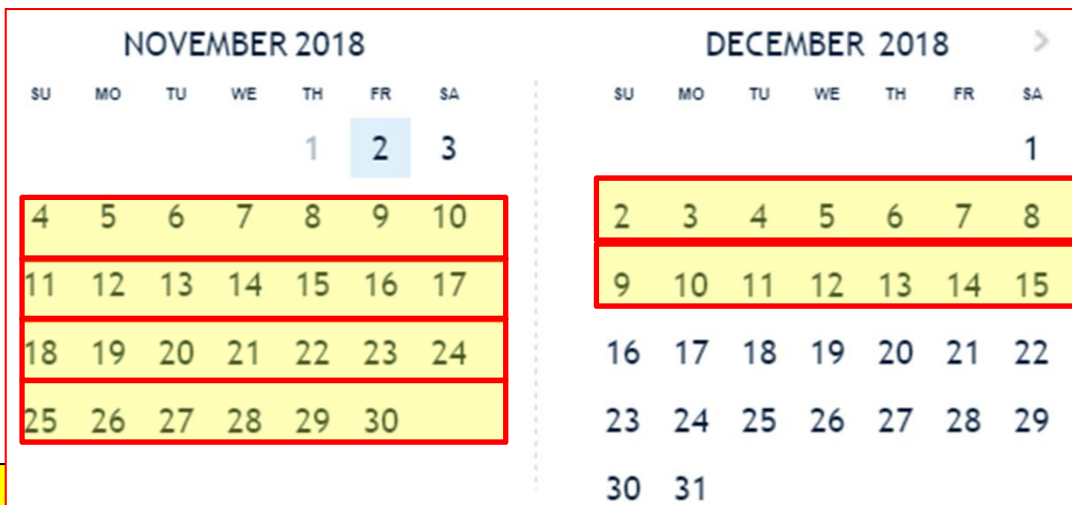 NOVEMBER 2018
SU MO TU WE TH FR SA
1 2 3
4 5 6 7 8 9 10
11 12 13 14 15 16 17
18 19 20 21 22 23 24
25 26 27 28 29 30
DECEMBER 2018 >
SU MO TU WE TH FR SA
1
2 3 4 5 6 7 8
9 10 11 12 13 14 15
16 17 18 19 20 21 22
23 24 25 26 27 28 29
30 31